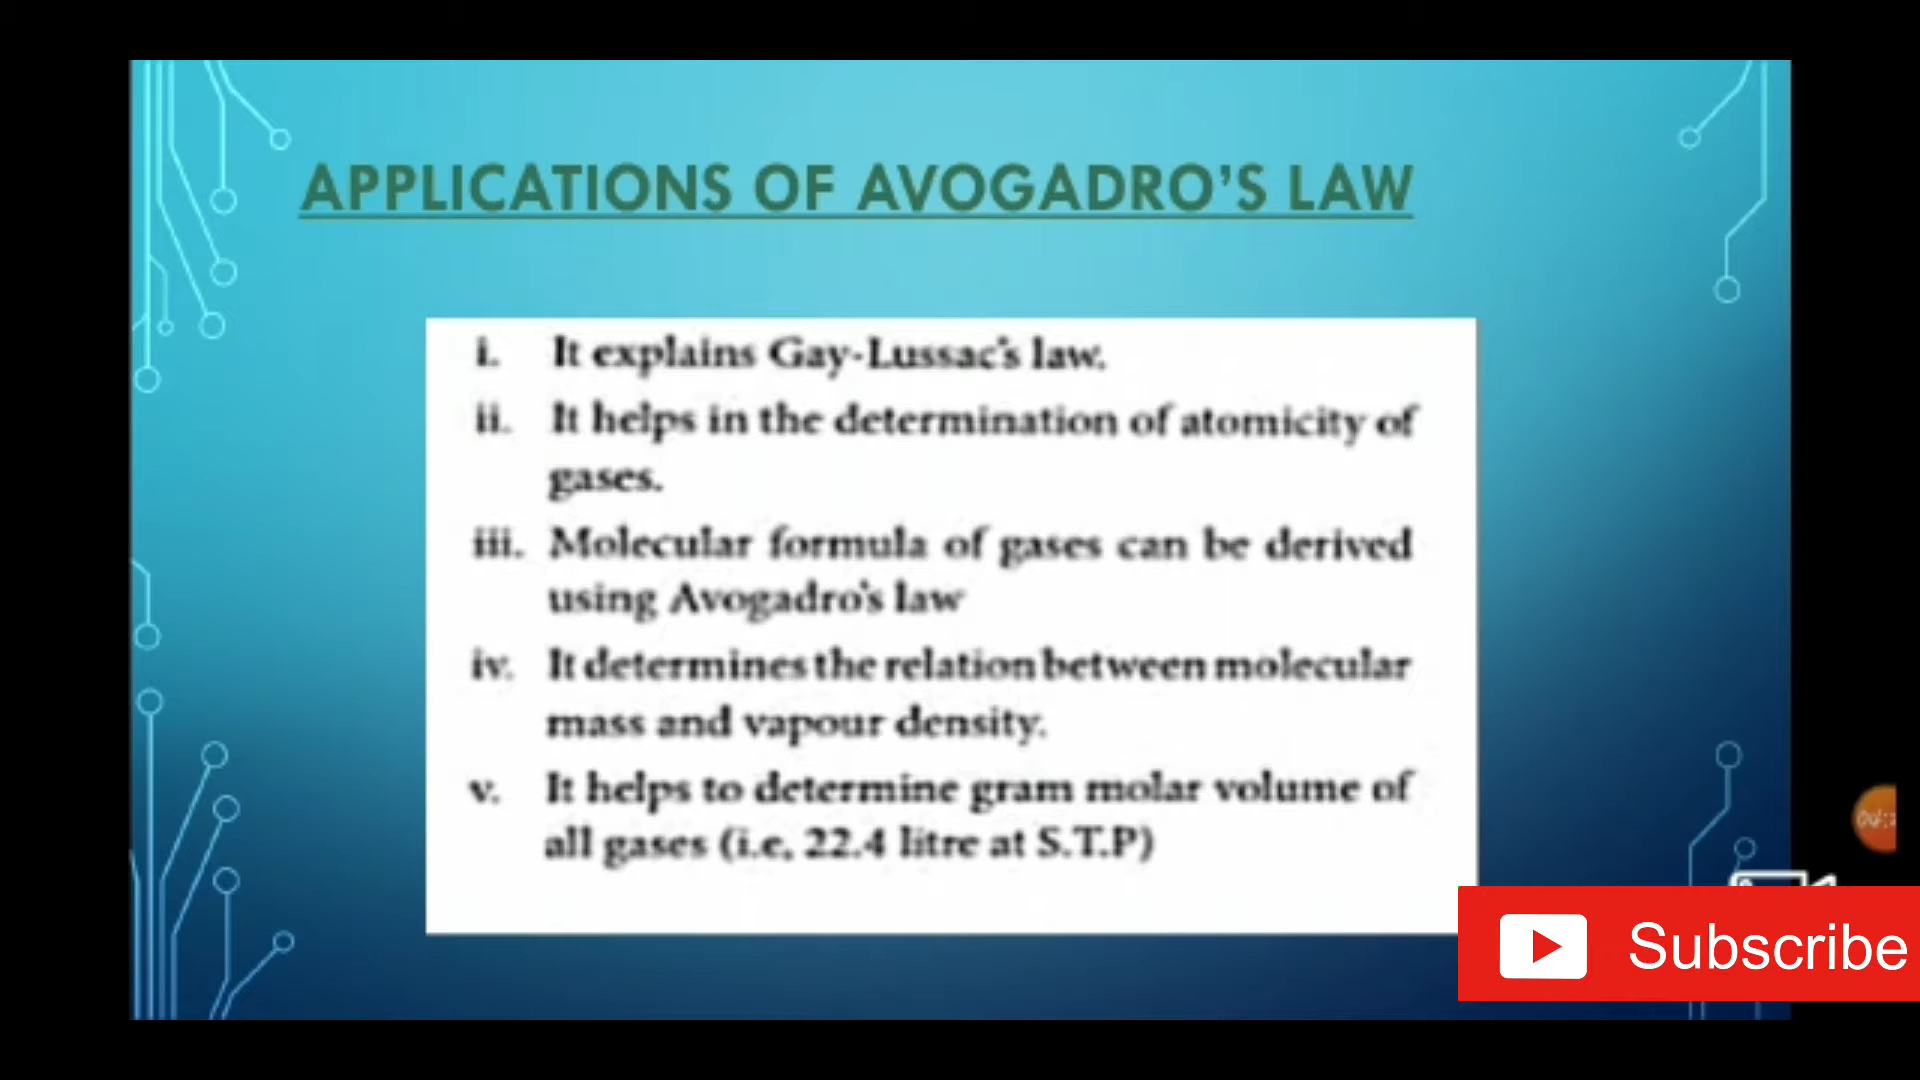 APPLICATIONS OF AVOGADRO'S LAW
i. It explains Gay-Lussac's law.
ii. It helps in the determination of atomicity of
gases.
iii. Molecular formula of gases can be derived
using Avogadro's law
iv. It determines the relation between molecular
mass and vapour density.
v. It helps to determine gram molar volume of
all gases (i.e, 22.4 litre at S.T.P)
Subscribe